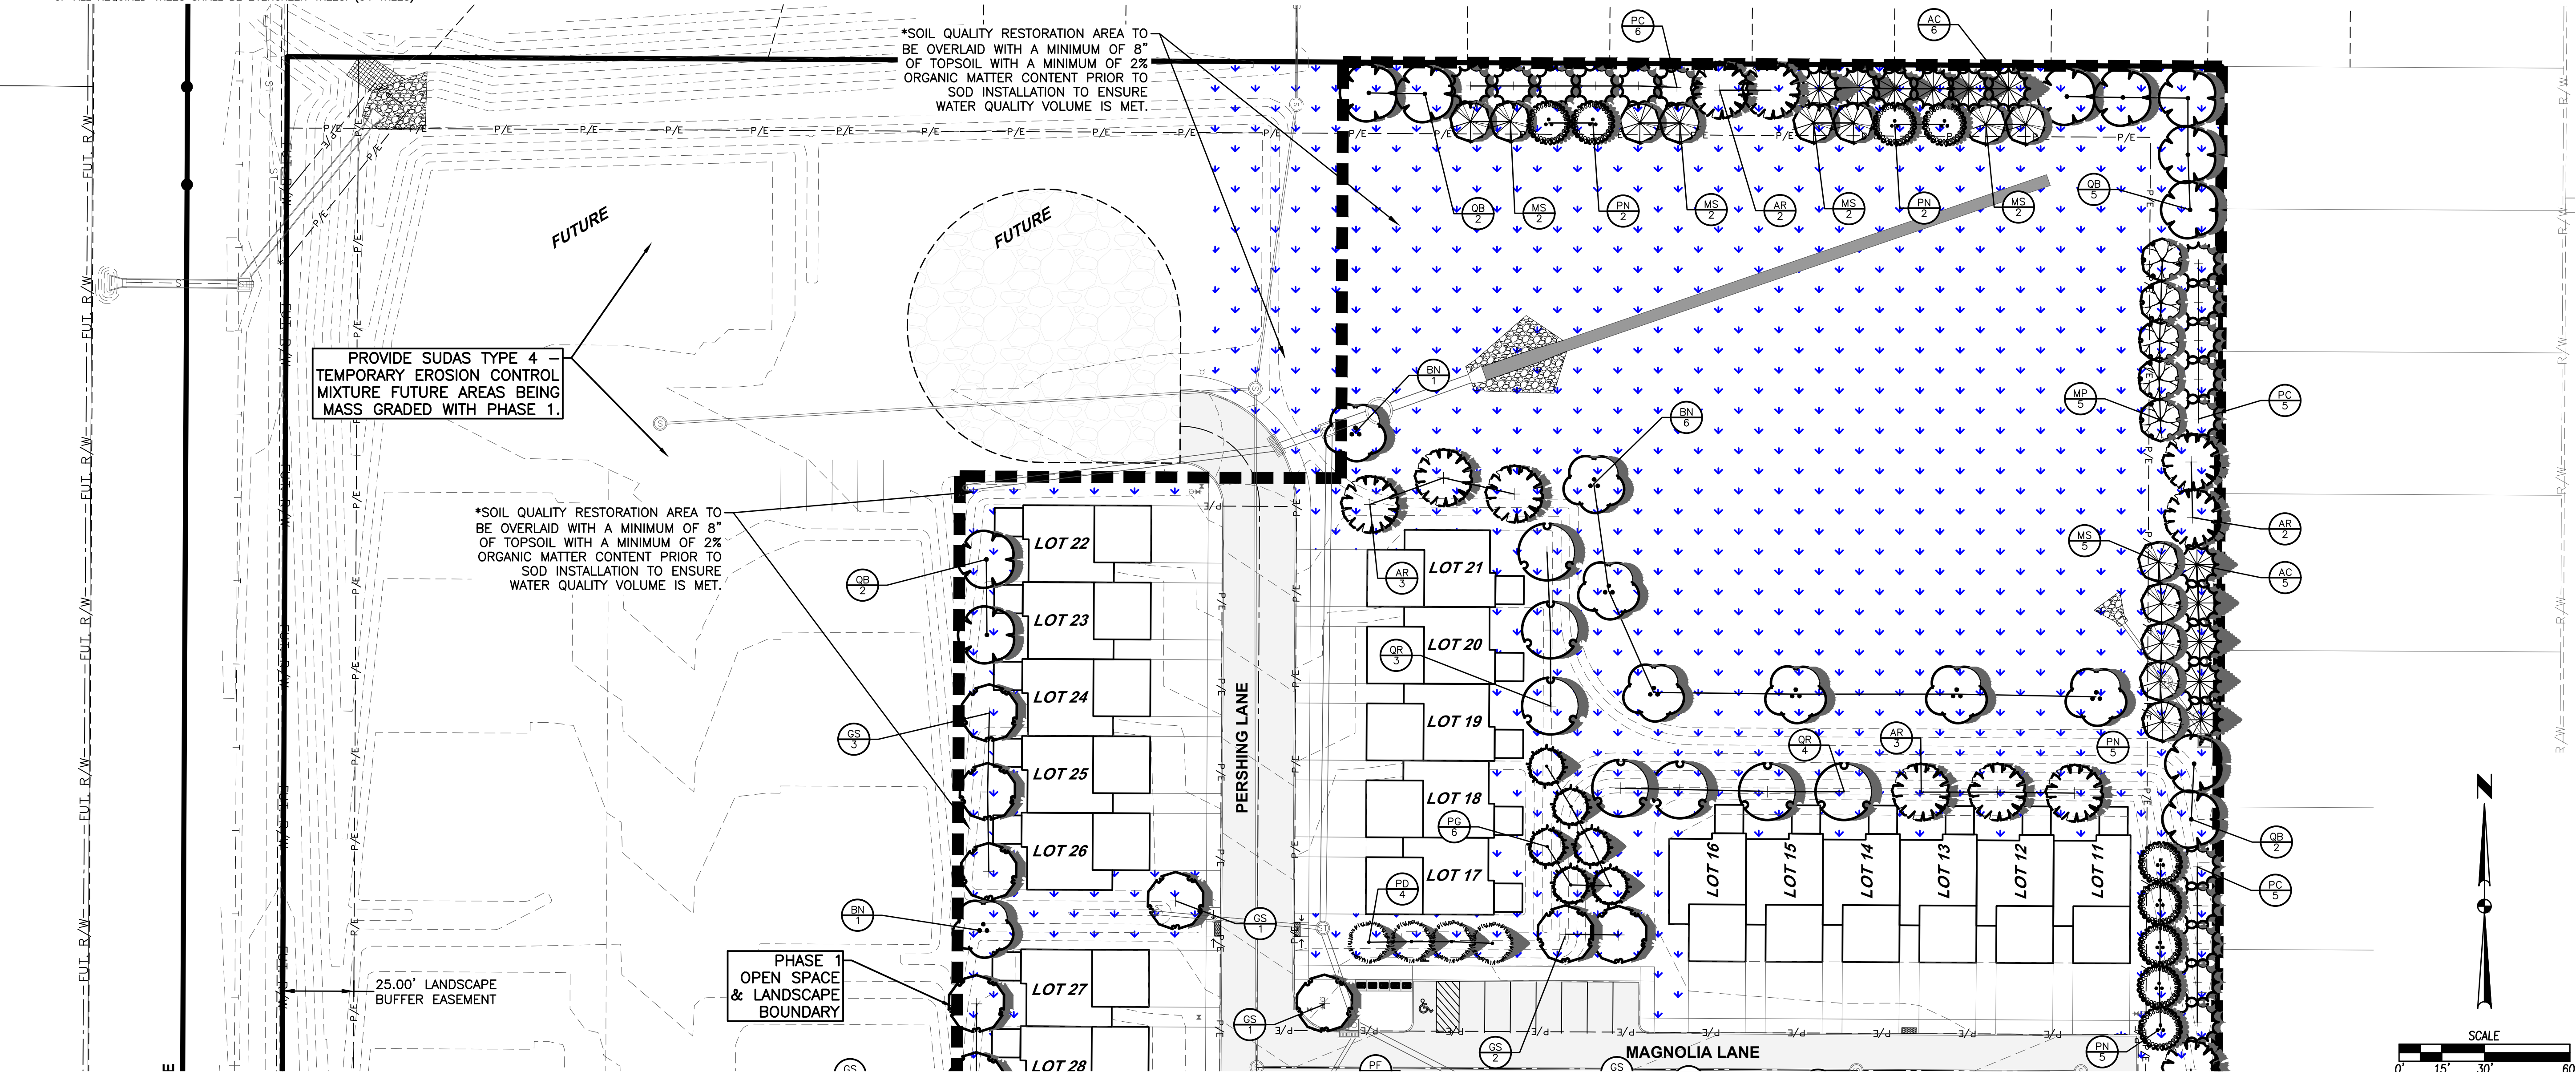 *SOIL QUALITY RESTORATION AREA TO
BE OVERLAID WITH A MINIMUM OF 8"
OF TOPSOIL WITH A MINIMUM OF 2%
ORGANIC MATTER CONTENT PRIOR TO
SOD INSTALLATION TO ENSURE
WATER QUALITY VOLUME IS MET.
PC
6
AC
6
QB
2
MS
2
PN
2
MS
2
AR
2
MS
2
PN
2
MS
2
QB
5
FUTURE
FUTURE
PROVIDE SUDAS TYPE 4 –
TEMPORARY EROSION CONTROL
MIXTURE FUTURE AREAS BEING
MASS GRADED WITH PHASE 1.
BN
1
BN
6
MP
5
PC
5
*SOIL QUALITY RESTORATION AREA TO
BE OVERLAID WITH A MINIMUM OF 8"
OF TOPSOIL WITH A MINIMUM OF 2%
ORGANIC MATTER CONTENT PRIOR TO
SOD INSTALLATION TO ENSURE
WATER QUALITY VOLUME IS MET.
QB
2
LOT 22
LOT 23
LOT 24
LOT 25
LOT 26
LOT 27
LOT 28
GS
3
BN
1
GS
1
PHASE 1
OPEN SPACE
& LANDSCAPE
BOUNDARY
25.00' LANDSCAPE
BUFFER EASEMENT
PERSHING LANE
AR
3
LOT 21
LOT 20
LOT 19
LOT 18
LOT 17
QR
3
PG
6
PD
4
MS
5
AR
2
AC
5
QR
4
AR
3
PN
5
QB
2
PC
5
LOT 16
LOT 15
LOT 14
LOT 13
LOT 12
LOT 11
GS
1
GS
2
MAGNOLIA LANE
PN
5
PF
GS
GS
FUT. R/W
P/E
R/W
N
SCALE
0' 15' 30' 60